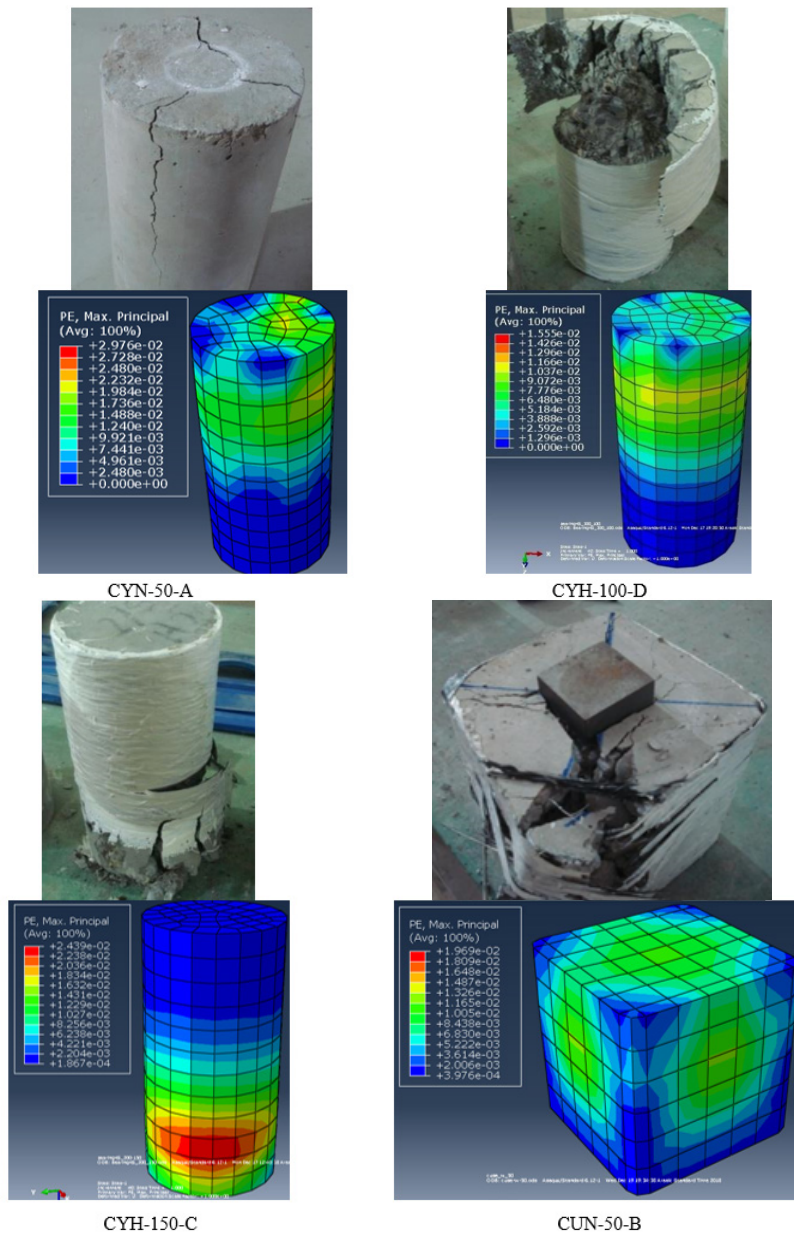 PE, Max. Principal
(Avg: 100%)
+2.976e-02
+2.728e-02
+2.480e-02
+2.232e-02
+1.984e-02
+1.736e-02
+1.488e-02
+1.240e-02
+9.921e-03
+7.441e-03
+4.961e-03
+2.480e-03
+0.000e+00
PE, Max. Principal
(Avg: 100%)
+1.555e-02
+1.426e-02
+1.296e-02
+1.166e-02
+1.037e-02
+9.072e-03
+7.776e-03
+6.480e-03
+5.184e-03
+3.888e-03
+2.592e-03
+1.296e-03
+0.000e+00
X
CYN-50-A
CYH-100-D
PE, Max. Principal
(Avg: 100%)
+2.439e-02
+2.238e-02
+2.036e-02
+1.834e-02
+1.632e-02
+1.431e-02
+1.229e-02
+1.027e-02
+8.256e-03
+6.238e-03
+4.221e-03
+2.204e-03
+1.867e-04
Y
PE, Max. Principal
(Avg: 100%)
+1.969e-02
+1.809e-02
+1.648e-02
+1.487e-02
+1.326e-02
+1.165e-02
+1.005e-02
+8.438e-03
+6.830e-03
+5.222e-03
+3.614e-03
+2.006e-03
+3.976e-04
CYH-150-C
CUN-50-B